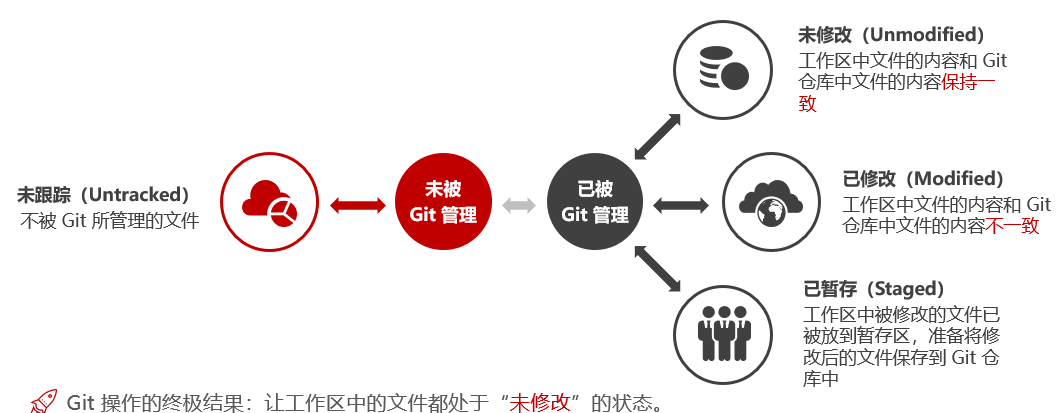 未跟踪（Untracked）
不被 Git 所管理的文件
未被
Git 管理
已被
Git 管理
未修改（Unmodified）
工作区中文件的内容和 Git
仓库中文件的内容保持一
致
已修改（Modified）
工作区中文件的内容和 Git
仓库中文件的内容不一致
已暂存（Staged）
工作区中被修改的文件已
被放到暂存区，准备将修
改后的文件保存到 Git 仓
库中
Git 操作的终极结果：让工作区中的文件都处于“未修改”的状态。